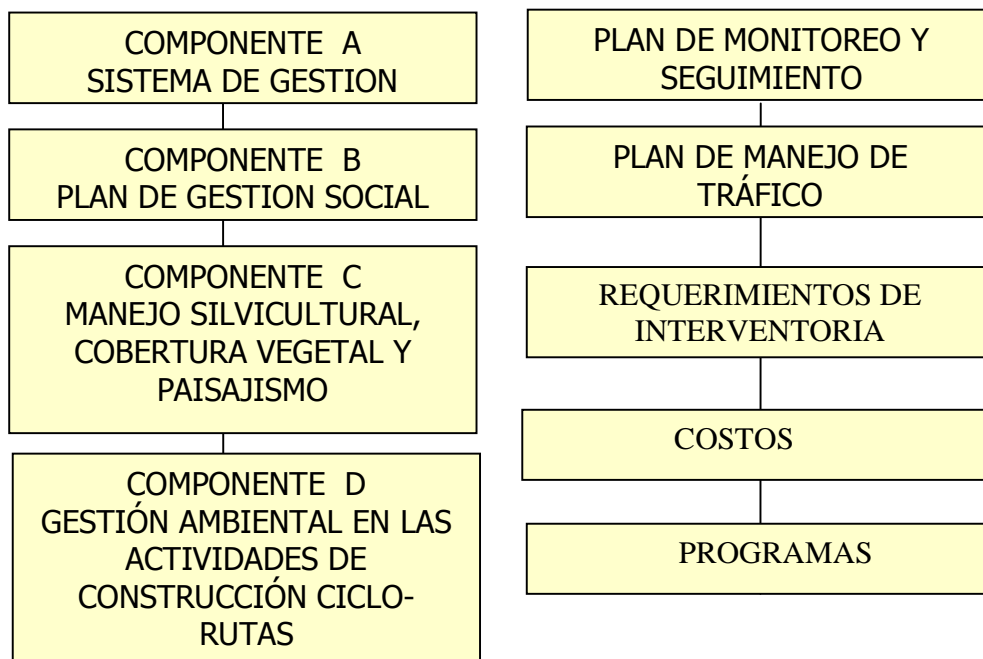 COMPONENTE A
SISTEMA DE GESTION
COMPONENTE B
PLAN DE GESTION SOCIAL
COMPONENTE C
MANEJO SILVICULTURAL,
COBERTURA VEGETAL Y
PAISAJISMO
COMPONENTE D
GESTIÓN AMBIENTAL EN LAS
ACTIVIDADES DE
CONSTRUCCIÓN CICLO-
RUTAS
PLAN DE MONITOREO Y
SEGUIMIENTO
PLAN DE MANEJO DE
TRÁFICO
REQUERIMIENTOS DE
INTERVENTORIA
COSTOS
PROGRAMAS